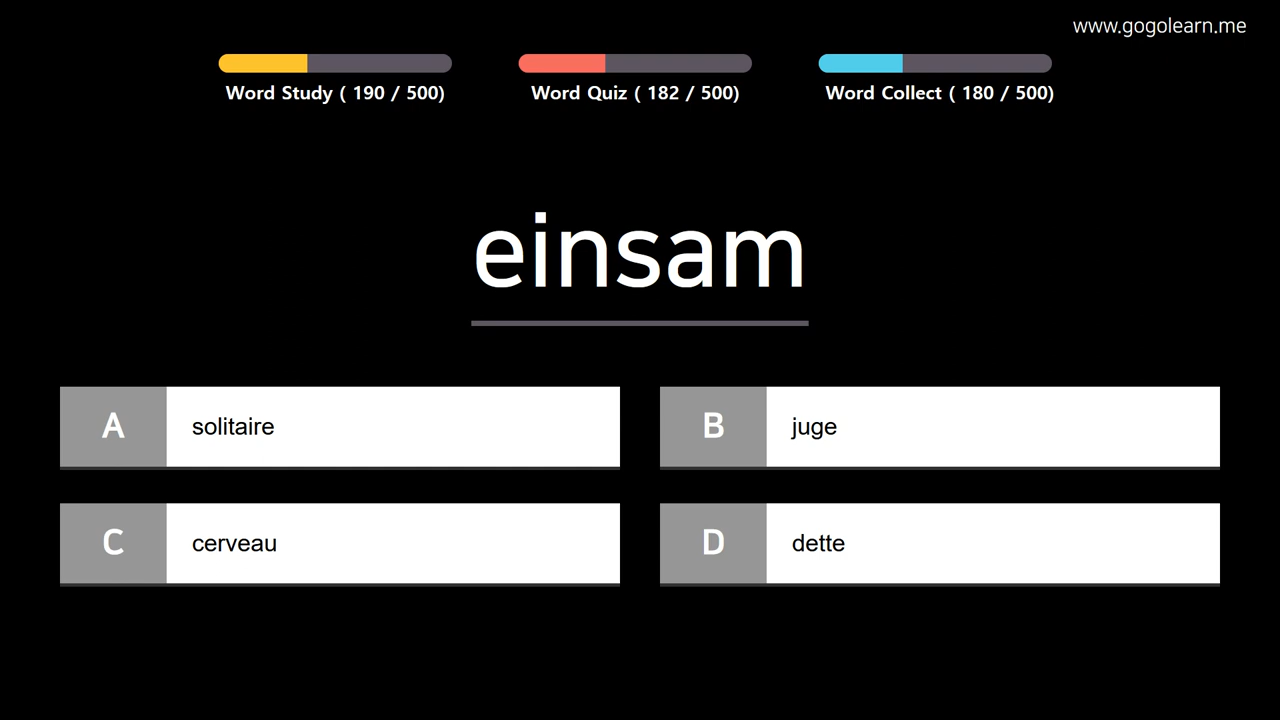 www.gogolearn.me
Word Study ( 190 / 500)
Word Quiz ( 182 / 500)
Word Collect ( 180 / 500)
einsam
A solitaire
B juge
C cerveau
D dette